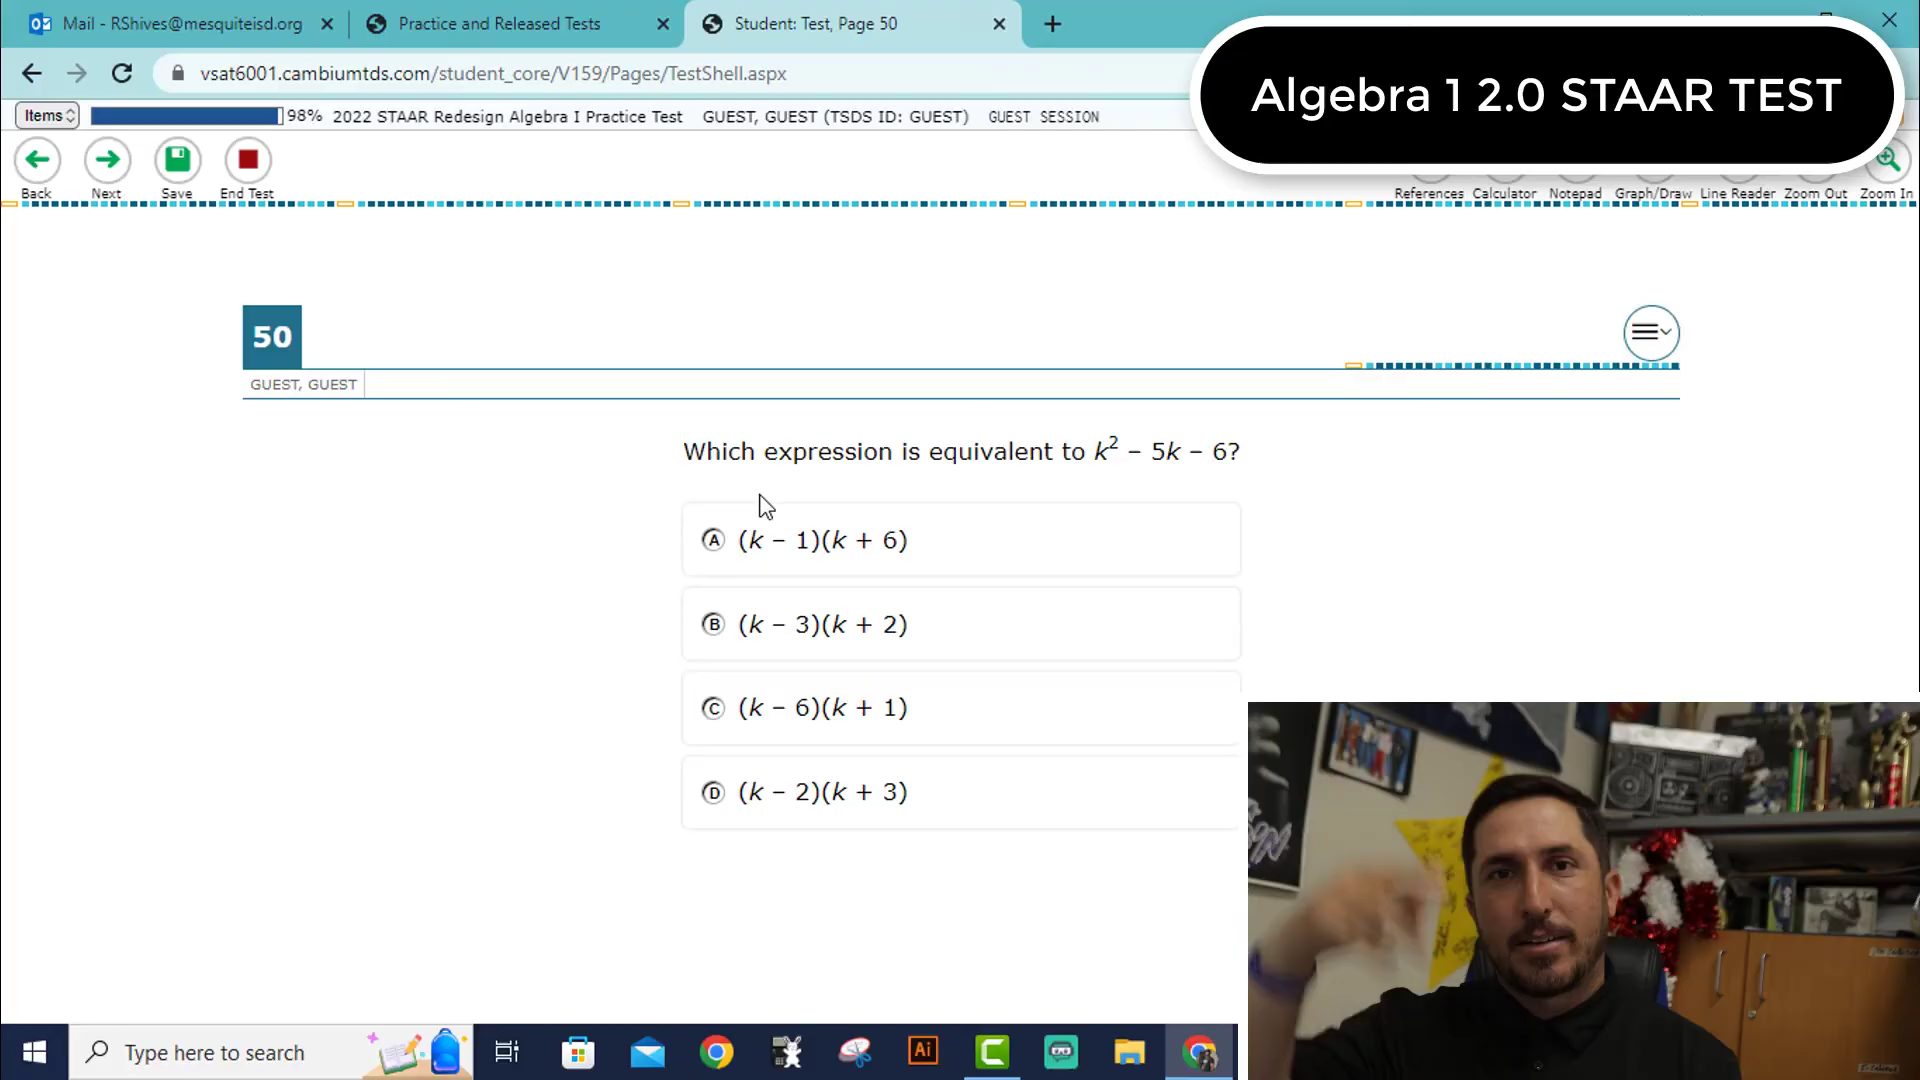 Mail - RShives@mesquiteisd.org
Practice and Released Tests
Student: Test, Page 50
vsat6001.cambiumtds.com/student_core/V159/Pages/TestShell.aspx
Algebra 1 2.0 STAAR TEST
Items
98%
2022 STAAR Redesign Algebra I Practice Test
GUEST, GUEST (TSDS ID: GUEST)
GUEST SESSION
Back
Next
Save
End Test
References
Calculator
Notepad
Graph/Draw
Line Reader
Zoom Out
Zoom In
50
GUEST, GUEST
Which expression is equivalent to k² – 5k – 6?
A (k – 1)(k + 6)
B (k – 3)(k + 2)
C (k – 6)(k + 1)
D (k – 2)(k + 3)
Type here to search
Ai